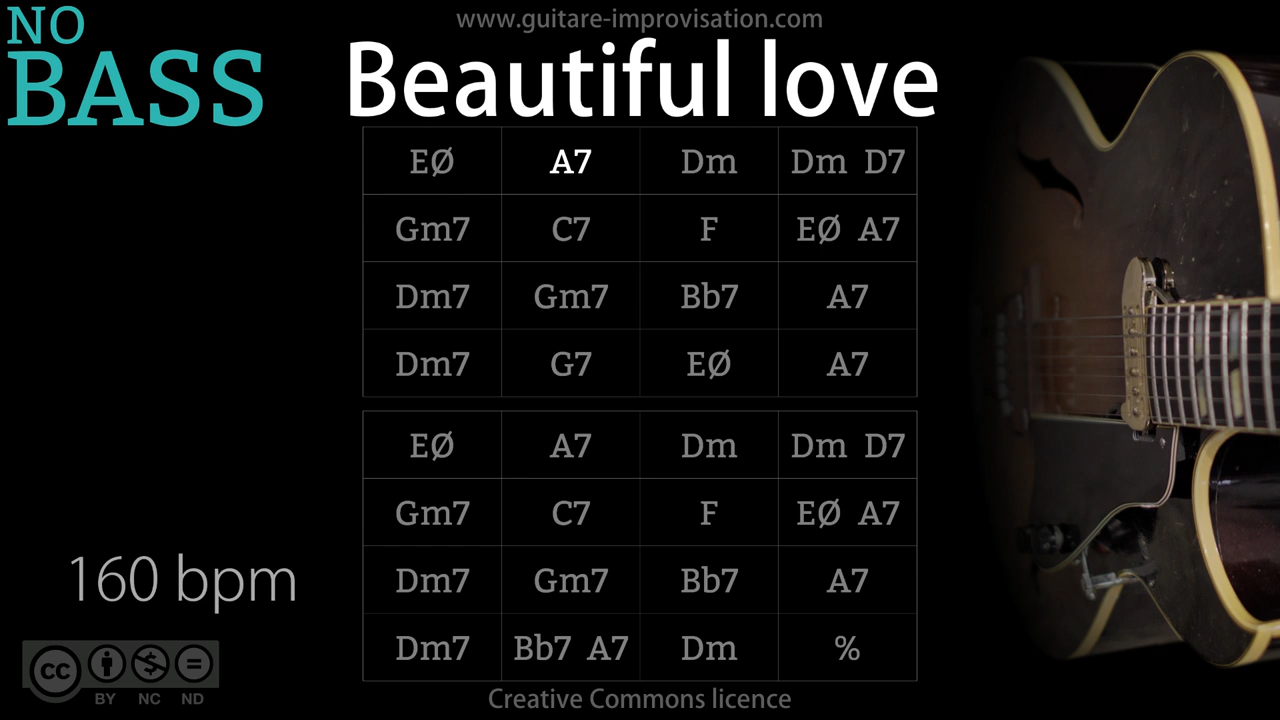 www.guitare-improvisation.com
NO
BASS
Beautiful love
EØ A7 Dm Dm D7
Gm7 C7 F EØ A7
Dm7 Gm7 Bb7 A7
Dm7 G7 EØ A7
EØ A7 Dm Dm D7
Gm7 C7 F EØ A7
Dm7 Gm7 Bb7 A7
Dm7 Bb7 A7 Dm %
160 bpm
cc
BY NC ND
Creative Commons licence